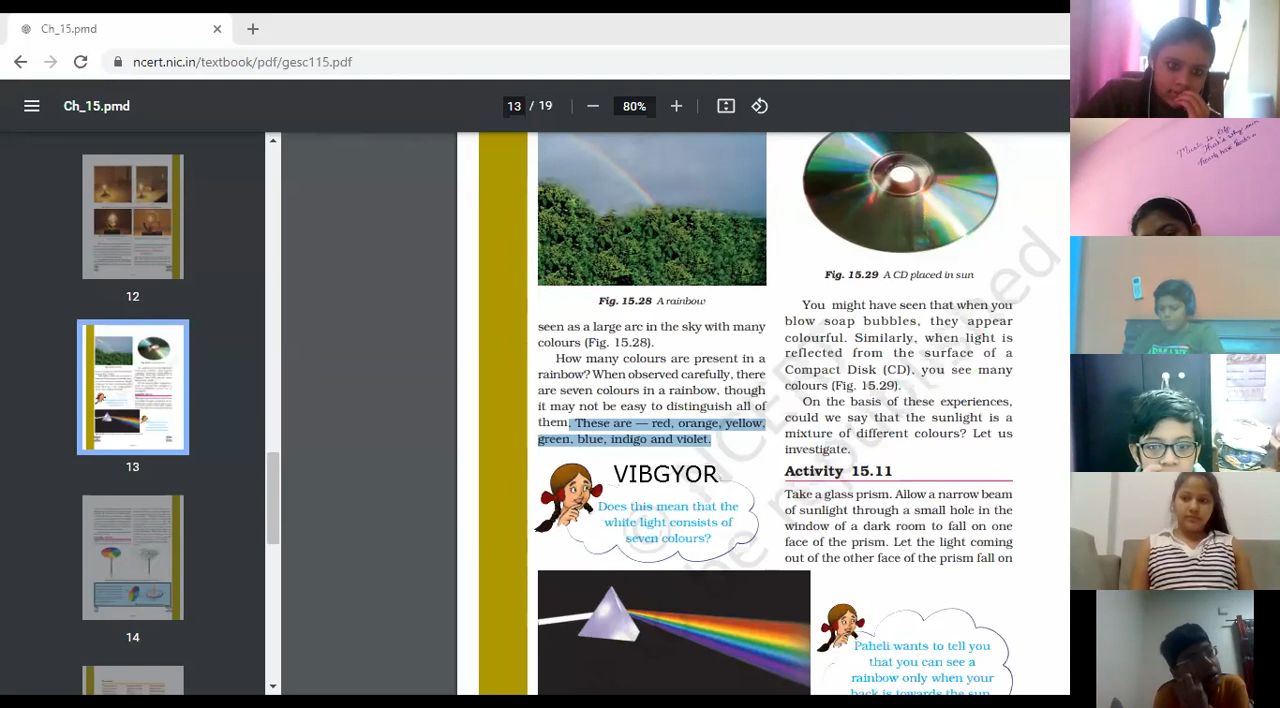 Ch_15.pmd
ncert.nic.in/textbook/pdf/gesc115.pdf
Ch_15.pmd
13 / 19
80%
12
13
14
Fig. 15.28 A rainbow
seen as a large arc in the sky with many
colours (Fig. 15.28).
How many colours are present in a
rainbow? When observed carefully, there
are seven colours in a rainbow, though
it may not be easy to distinguish all of
them. These are — red, orange, yellow,
green, blue, indigo and violet.
VIBGYOR
Does this mean that the
white light consists of
seven colours?
Fig. 15.29 A CD placed in sun
You might have seen that when you
blow soap bubbles, they appear
colourful. Similarly, when light is
reflected from the surface of a
Compact Disk (CD), you see many
colours (Fig. 15.29).
On the basis of these experiences,
could we say that the sunlight is a
mixture of different colours? Let us
investigate.
Activity 15.11
Take a glass prism. Allow a narrow beam
of sunlight through a small hole in the
window of a dark room to fall on one
face of the prism. Let the light coming
out of the other face of the prism fall on
Paheli wants to tell you
that you can see a
rainbow only when your
back is towards the sun
Music is